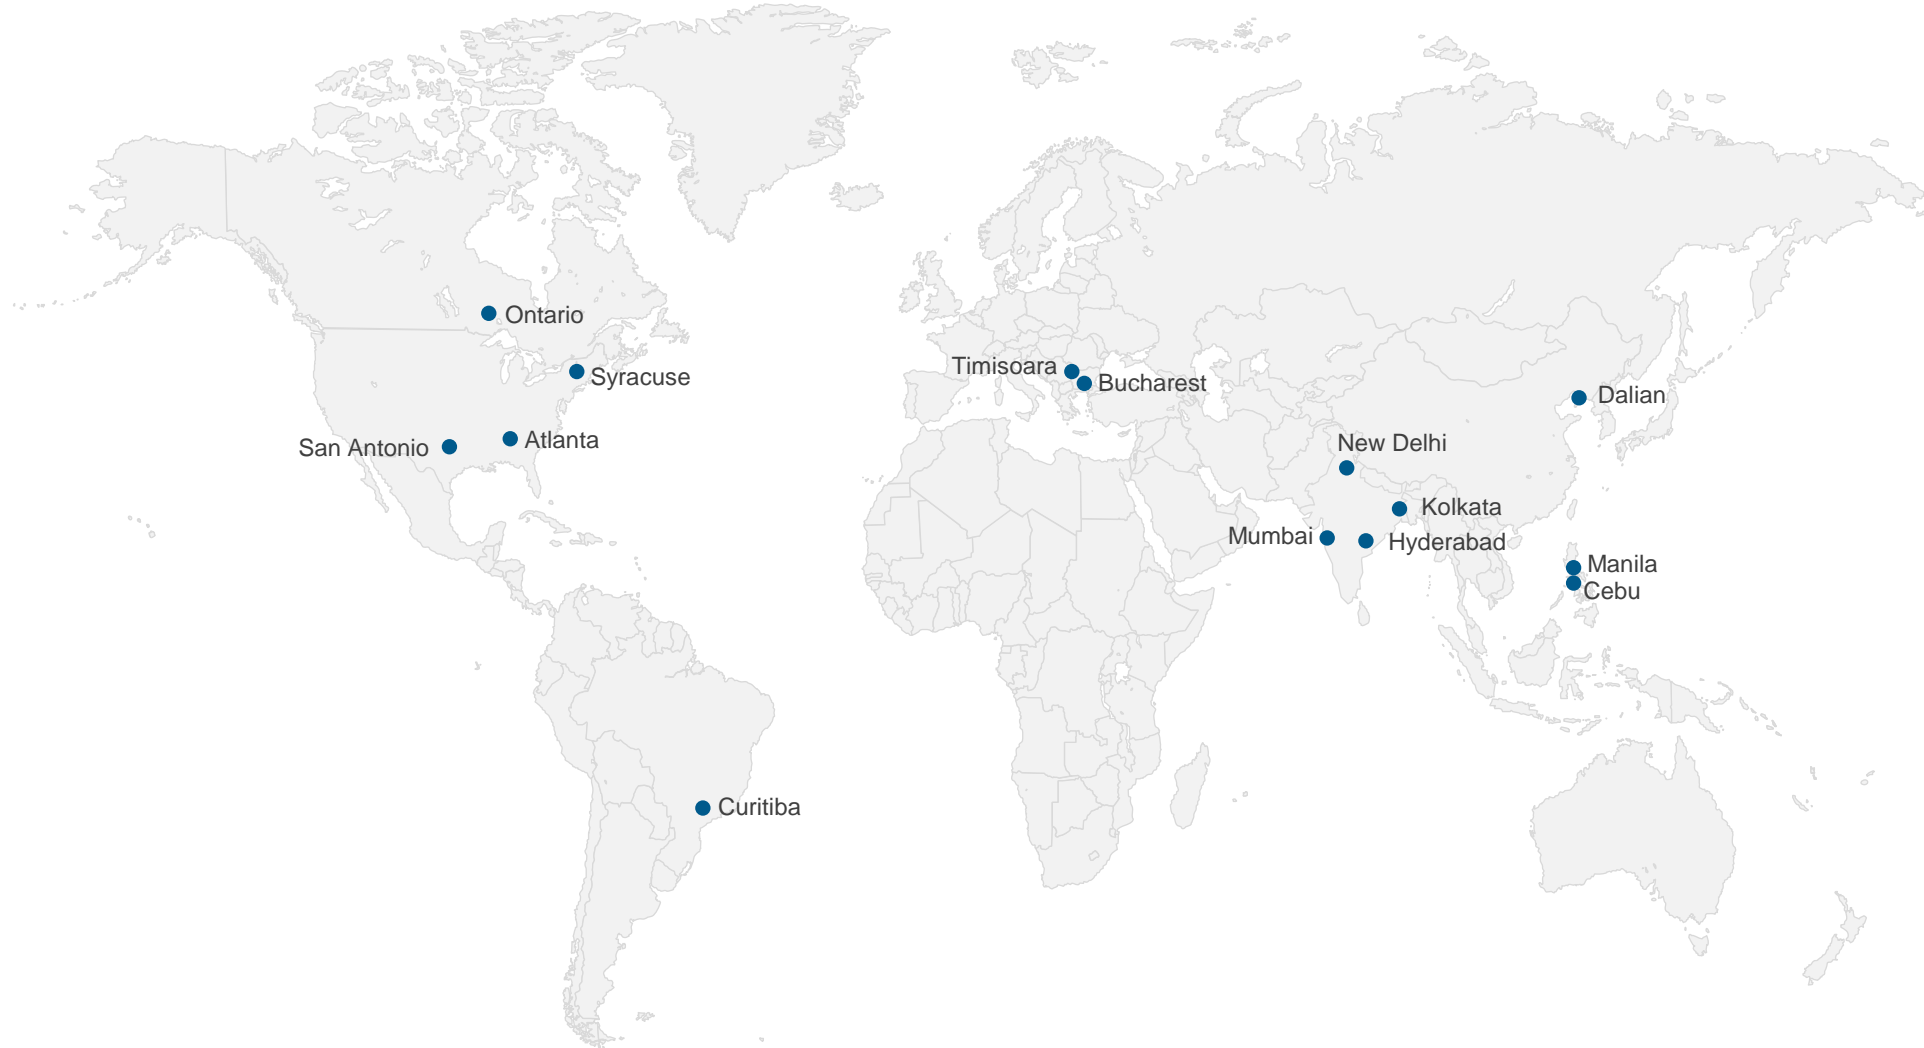 Ontario
Syracuse
San Antonio
Atlanta
Timisoara
Bucharest
Dalian
New Delhi
Kolkata
Mumbai
Hyderabad
Manila
Cebu
Curitiba